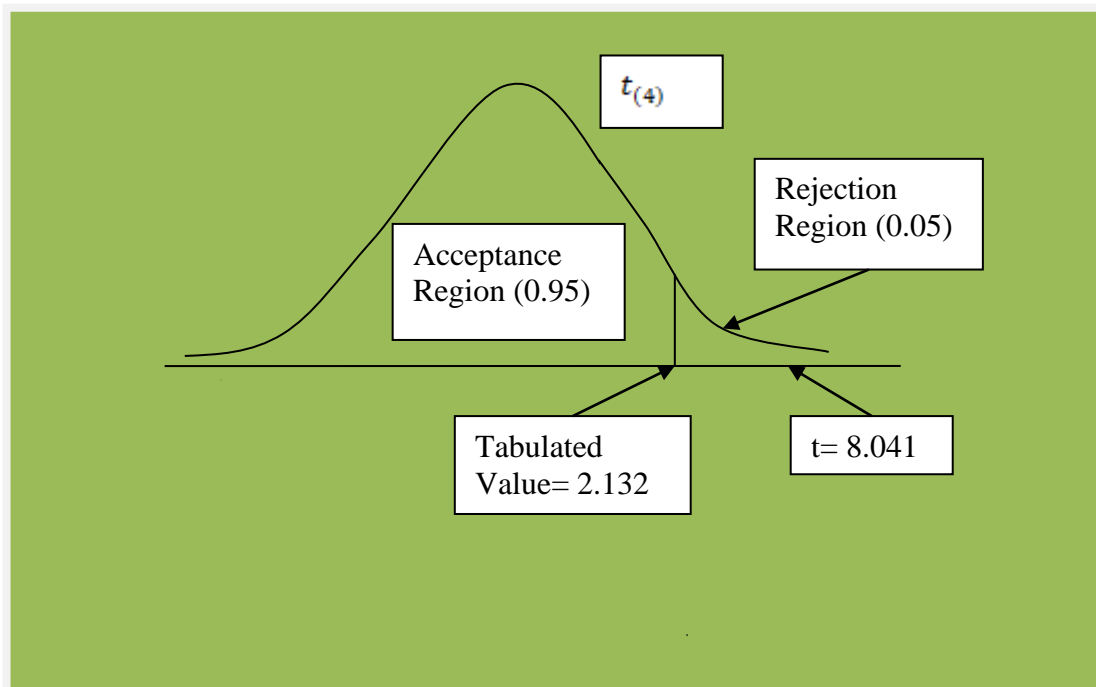 t(4)
Rejection
Region (0.05)
Acceptance
Region (0.95)
Tabulated
Value= 2.132
t= 8.041